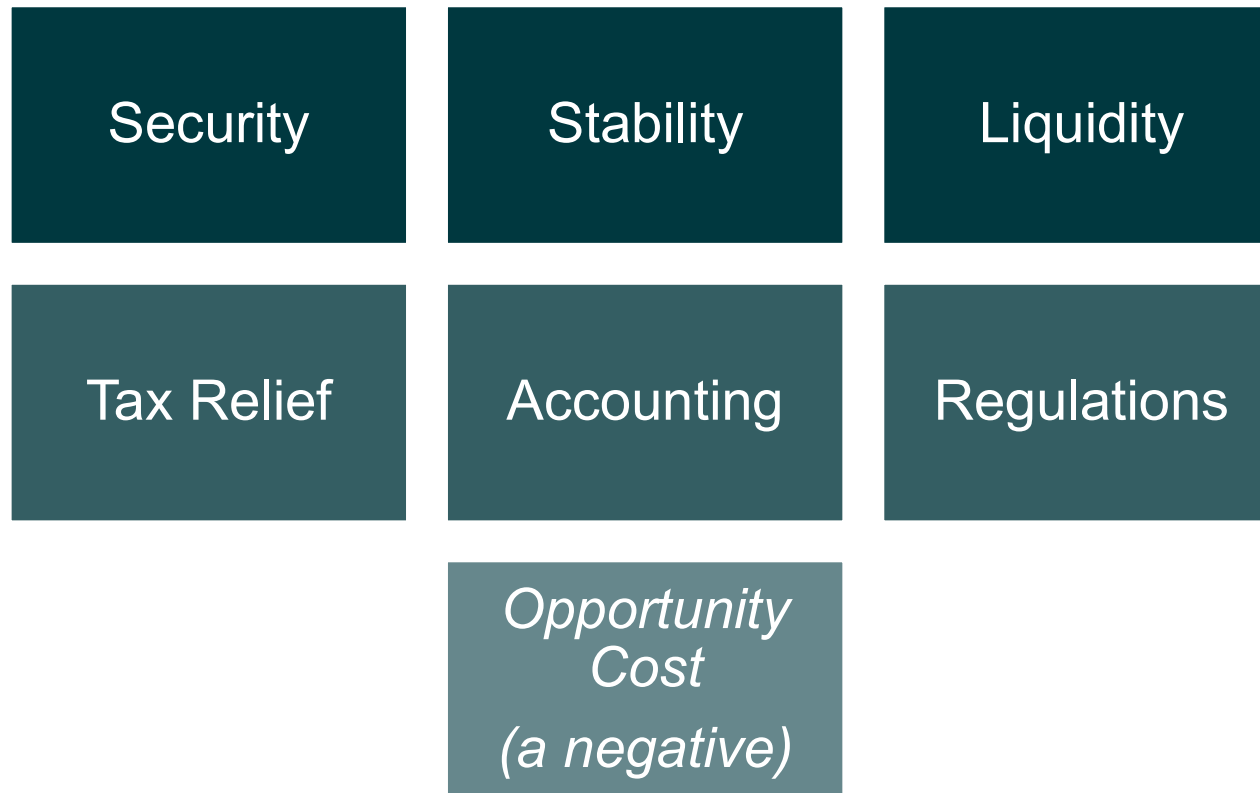 Security
Stability
Liquidity
Tax Relief
Accounting
Regulations
Opportunity
Cost
(a negative)